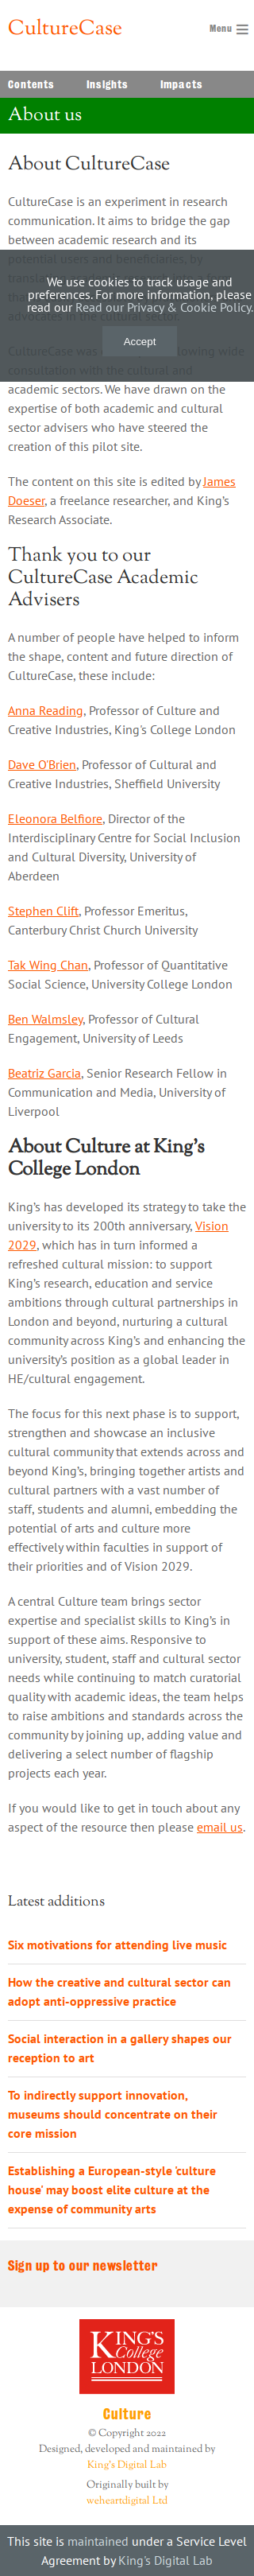 CultureCase
Menu
Contents Insights Impacts
About us
About CultureCase
CultureCase is an experiment in research
communication. It aims to bridge the gap
between academic research and its
potential users and beneficiaries, by
We use cookies to track usage and
preferences. For more information, please
read our Read our Privacy & Cookie Policy.
Accept
CultureCase was
consultation with the cultural and
academic sectors. We have drawn on the
expertise of both academic and cultural
sector advisers who have steered the
creation of this pilot site.
The content on this site is edited by James
Doeser, a freelance researcher, and King's
Research Associate.
Thank you to our
CultureCase Academic
Advisers
A number of people have helped to inform
the shape, content and future direction of
CultureCase, these include:
Anna Reading, Professor of Culture and
Creative Industries, King's College London
Dave O'Brien, Professor of Cultural and
Creative Industries, Sheffield University
Eleonora Belfiore, Director of the
Interdisciplinary Centre for Social Inclusion
and Cultural Diversity, University of
Aberdeen
Stephen Clift, Professor Emeritus,
Canterbury Christ Church University
Tak Wing Chan, Professor of Quantitative
Social Science, University College London
Ben Walmsley, Professor of Cultural
Engagement, University of Leeds
Beatriz Garcia, Senior Research Fellow in
Communication and Media, University of
Liverpool
About Culture at King's
College London
King's has developed its strategy to take the
university to its 200th anniversary, Vision
2029, which has in turn informed a
refreshed cultural mission: to support
King's research, education and service
ambitions through cultural partnerships in
London and beyond, nurturing a cultural
community across King's and enhancing the
university's position as a global leader in
HE/cultural engagement.
The focus for this next phase is to support,
strengthen and showcase an inclusive
cultural community that extends across and
beyond King's, bringing together artists and
cultural partners with a vast number of
staff, students and alumni, embedding the
potential of arts and culture more
effectively within faculties in support of
their priorities and of Vision 2029.
A central Culture team brings sector
expertise and specialist skills to King's in
support of these aims. Responsive to
university, student, staff and cultural sector
needs while continuing to match curatorial
quality with academic ideas, the team helps
to raise ambitions and standards across the
community by joining up, adding value and
delivering a select number of flagship
projects each year.
If you would like to get in touch about any
aspect of the resource then please email us.
Latest additions
Six motivations for attending live music
How the creative and cultural sector can
adopt anti-oppressive practice
Social interaction in a gallery shapes our
reception to art
To indirectly support innovation,
museums should concentrate on their
core mission
Establishing a European-style 'culture
house' may boost elite culture at the
expense of community arts
Sign up to our newsletter
KING'S
College
LONDON
Culture
© Copyright 2022
Designed, developed and maintained by
King's Digital Lab
Originally built by
weheartdigital Ltd
This site is maintained under a Service Level
Agreement by King's Digital Lab